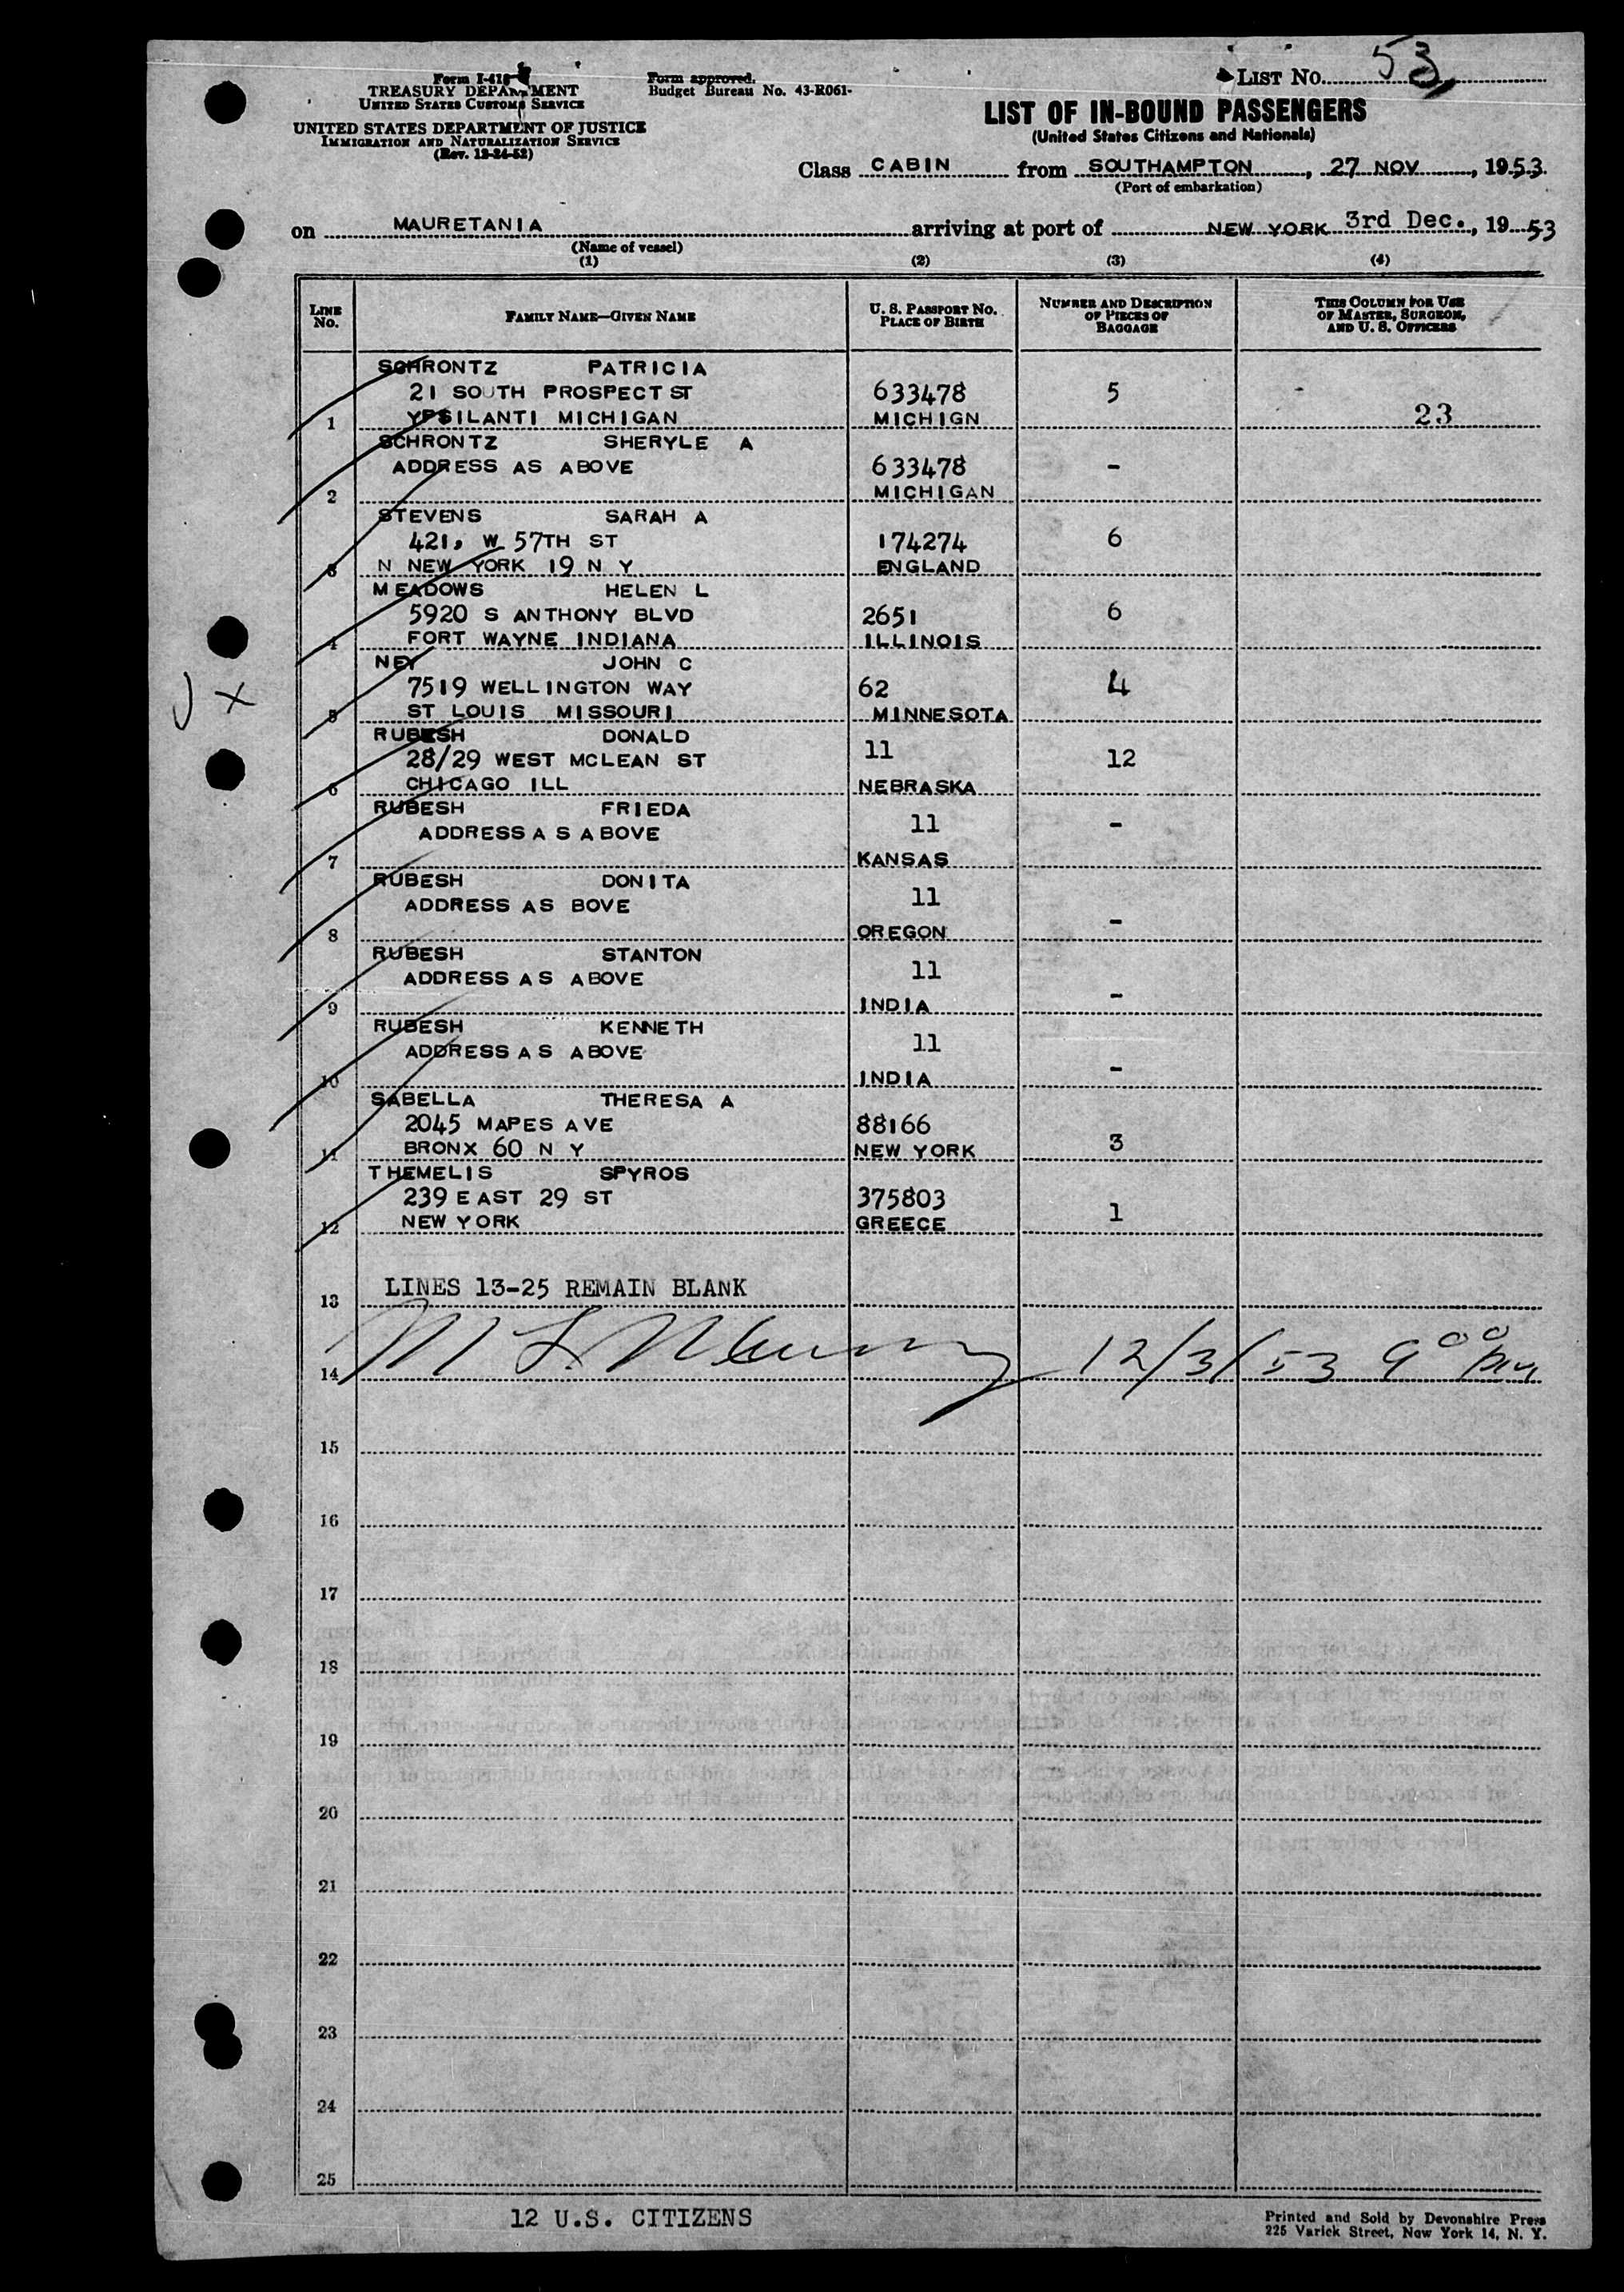 Form I-418
TREASURY DEPARTMENT
UNITED STATES CUSTOMS SERVICE
UNITED STATES DEPARTMENT OF JUSTICE
IMMIGRATION AND NATURALIZATION SERVICE
(Rev. 12-24-52)
Form approved.
Budget Bureau No. 43-R061-
LIST NO. 53
LIST OF IN-BOUND PASSENGERS
(United States Citizens and Nationals)
Class CABIN from SOUTHAMPTON, 27 NOV, 1953.
(Port of embarkation)
on MAURETANIA arriving at port of NEW YORK 3rd Dec., 1953
(Name of vessel)
(1) (2) (3) (4)
LINE NO.
FAMILY NAME—GIVEN NAME
U. S. PASSPORT NO. PLACE OF BIRTH
NUMBER AND DESCRIPTION OF PIECES OF BAGGAGE
THIS COLUMN FOR USE OF MASTER, SURGEON, AND U. S. OFFICERS
SCHRONTZ PATRICIA
21 SOUTH PROSPECT ST 633478 5
1 YPSILANTI MICHIGAN MICHIGN 23
SCHRONTZ SHERYLE A
ADDRESS AS ABOVE 633478 -
2 MICHIGAN
STEVENS SARAH A
421, W 57TH ST 174274 6
3 N NEW YORK 19 N Y ENGLAND
MEADOWS HELEN L
5920 S ANTHONY BLVD 2651 6
4 FORT WAYNE INDIANA ILLINOIS
NEY JOHN C
7519 WELLINGTON WAY 62 4
5 ST LOUIS MISSOURI MINNESOTA
RUBESH DONALD
28/29 WEST MCLEAN ST 11 12
6 CHICAGO ILL NEBRASKA
RUBESH FRIEDA
ADDRESS A S A BOVE 11 -
7 KANSAS
RUBESH DONITA
ADDRESS AS BOVE 11 -
8 OREGON
RUBESH STANTON
ADDRESS A S ABOVE 11 -
9 INDIA
RUBESH KENNETH
ADDRESS A S ABOVE 11 -
10 INDIA
SABELLA THERESA A
2045 MAPES AVE 88166
11 BRONX 60 N Y NEW YORK 3
THEMELIS SPYROS
239 EAST 29 ST 375803 1
12 NEW YORK GREECE
LINES 13-25 REMAIN BLANK
13
14 12/3/53 9 00 pm
15
16
17
18
19
20
21
22
23
24
25
12 U.S. CITIZENS
Printed and Sold by Devonshire Press
225 Varick Street, New York 14, N. Y.